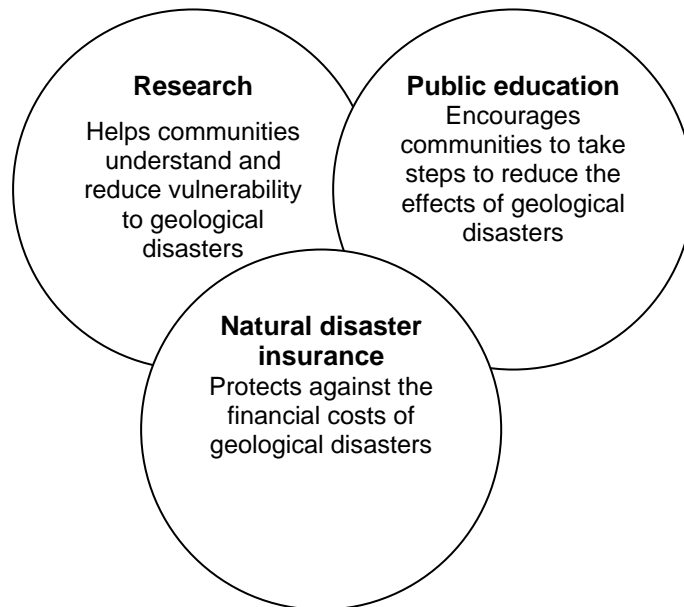 Research
Helps communities
understand and
reduce vulnerability
to geological
disasters
Public education
Encourages
communities to take
steps to reduce the
effects of geological
disasters
Natural disaster
insurance
Protects against the
financial costs of
geological disasters